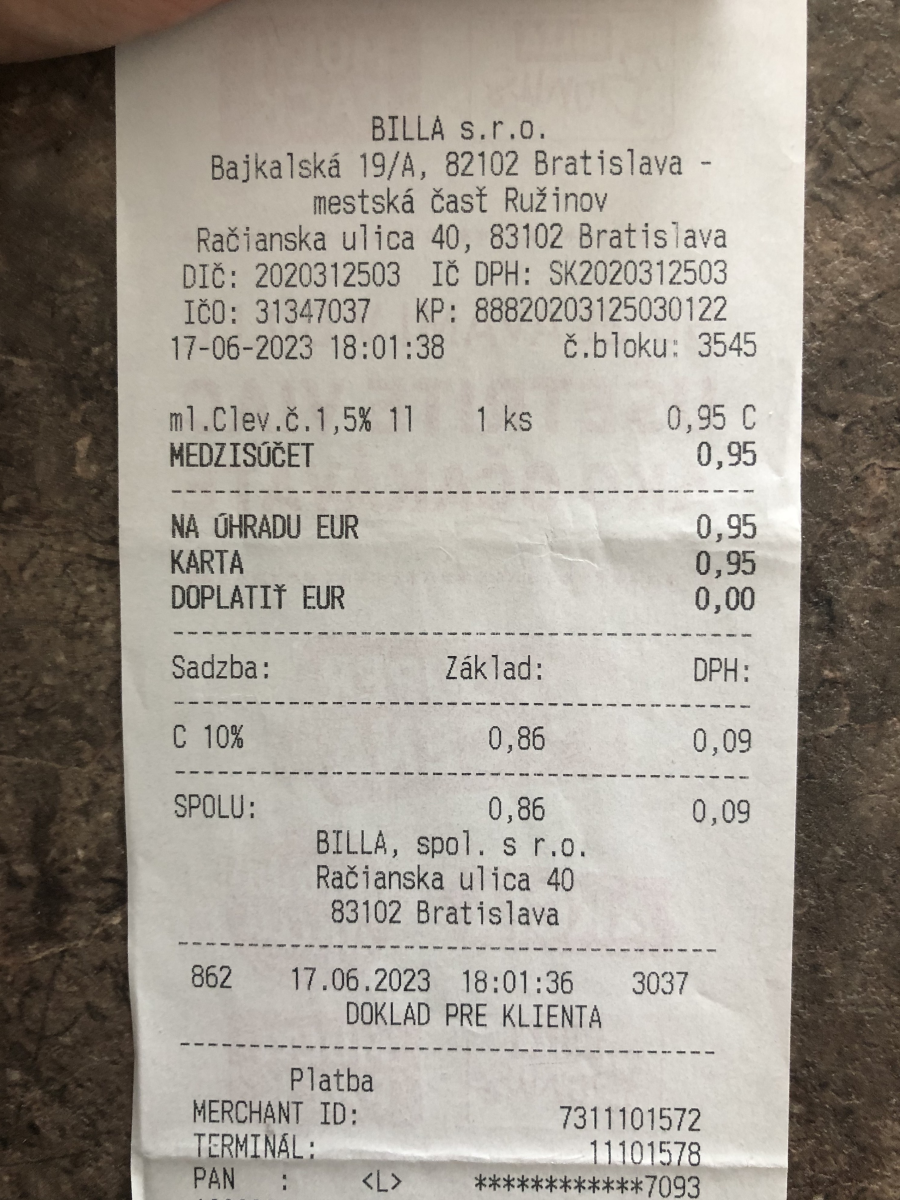 BILLA s.r.o.
Bajkalská 19/A, 82102 Bratislava -
mestská časť Ružinov
Račianska ulica 40, 83102 Bratislava
DIČ: 2020312503 IČ DPH: SK2020312503
IČO: 31347037 KP: 88820203125030122
17-06-2023 18:01:38 č.bloku: 3545
ml.Clev.č.1,5% 1l 1 ks 0,95 C
MEDZISÚČET 0,95
NA ÚHRADU EUR 0,95
KARTA 0,95
DOPLATIŤ EUR 0,00
Sadzba: Základ: DPH:
C 10% 0,86 0,09
SPOLU: 0,86 0,09
BILLA, spol. s r.o.
Račianska ulica 40
83102 Bratislava
862 17.06.2023 18:01:36 3037
DOKLAD PRE KLIENTA
Platba
MERCHANT ID: 7311101572
TERMINÁL: 11101578
PAN : <L> ************7093